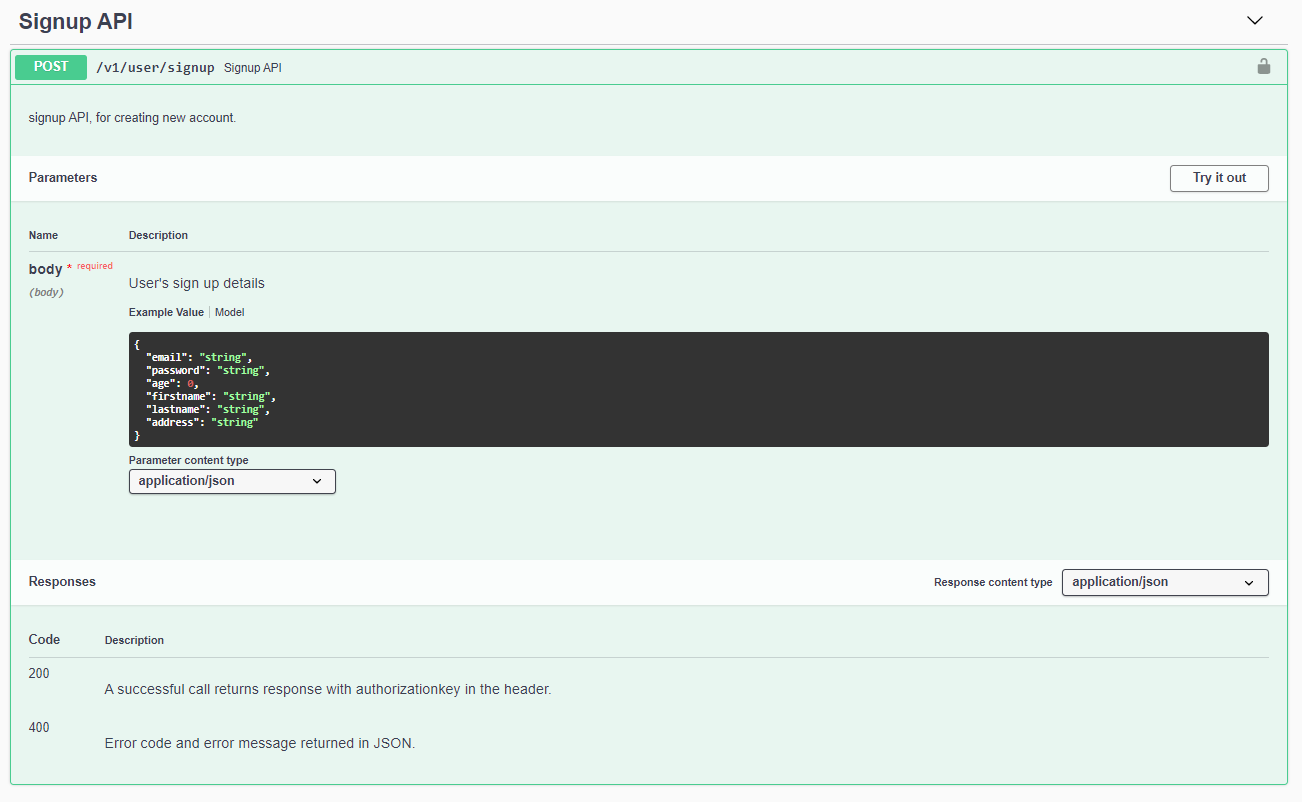 Signup API
POST /v1/user/signup Signup API
signup API, for creating new account.
Parameters Try it out
Name Description
body * required
(body)
User's sign up details
Example Value | Model
{
  "email": "string",
  "password": "string",
  "age": 0,
  "firstname": "string",
  "lastname": "string",
  "address": "string"
}
Parameter content type
application/json
Responses Response content type application/json
Code Description
200
A successful call returns response with authorizationkey in the header.
400
Error code and error message returned in JSON.